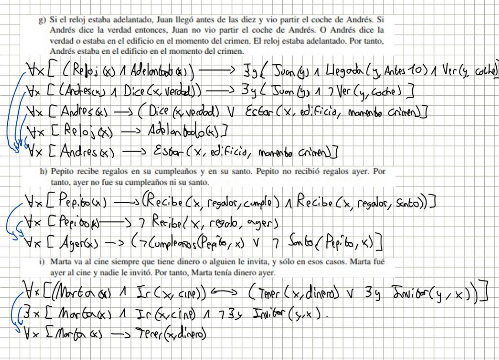 g) Si el reloj estaba adelantado, Juan llegó antes de las diez y vio partir el coche de Andrés. Si
Andrés dice la verdad entonces, Juan no vio partir el coche de Andrés. O Andrés dice la
verdad o estaba en el edificio en el momento del crimen. El reloj estaba adelantado. Por tanto,
Andrés estaba en el edificio en el momento del crimen.
∀x [ (Reloj(x) ∧ Adelantado(x)) ⟶ ∃y ( Juan(y) ∧ Llegada(y, Antes10) ∧ Ver(y, coche)
∀x [ (Andres(x) ∧ Dice(x, verdad)) ⟶ ∃y ( Juan(y) ∧ ¬Ver(y, coche) ]
∀x [ Andres(x) ⟶ (Dice(x, verdad) ∨ Estar(x, edificio, momento crimen)]
∀x [ Reloj(x) ⟶ Adelantado(x)]
∀x [ Andres(x) ⟶ Estar(x, edificio, momento crimen)]
h) Pepito recibe regalos en su cumpleaños y en su santo. Pepito no recibió regalos ayer. Por
tanto, ayer no fue su cumpleaños ni su santo.
∀x [ Pepito(x) ⟶ (Recibe(x, regalos, cumple) ∧ Recibe(x, regalos, Santo))]
∀x [Pepito(x) ⟶ ¬ Recibe(x, regalo, ayer)
∀x [ Ayer(x) ⟶ (¬Cumpleaños(Pepito, x) ∨ ¬ Santo(Pepito, x)]
i) Marta va al cine siempre que tiene dinero o alguien le invita, y sólo en esos casos. Marta fué
ayer al cine y nadie le invitó. Por tanto, Marta tenía dinero ayer.
∀x [(Marta(x) ∧ Ir(x, cine)) ⟷ (Tener(x, dinero) ∨ ∃y Invitar(y, x))]
∃x [ Marta(x) ∧ Ir(x, cine) ∧ ¬∃y Invitar(y, x).
∀x [ Marta(x) ⟶ Tener(x, dinero)